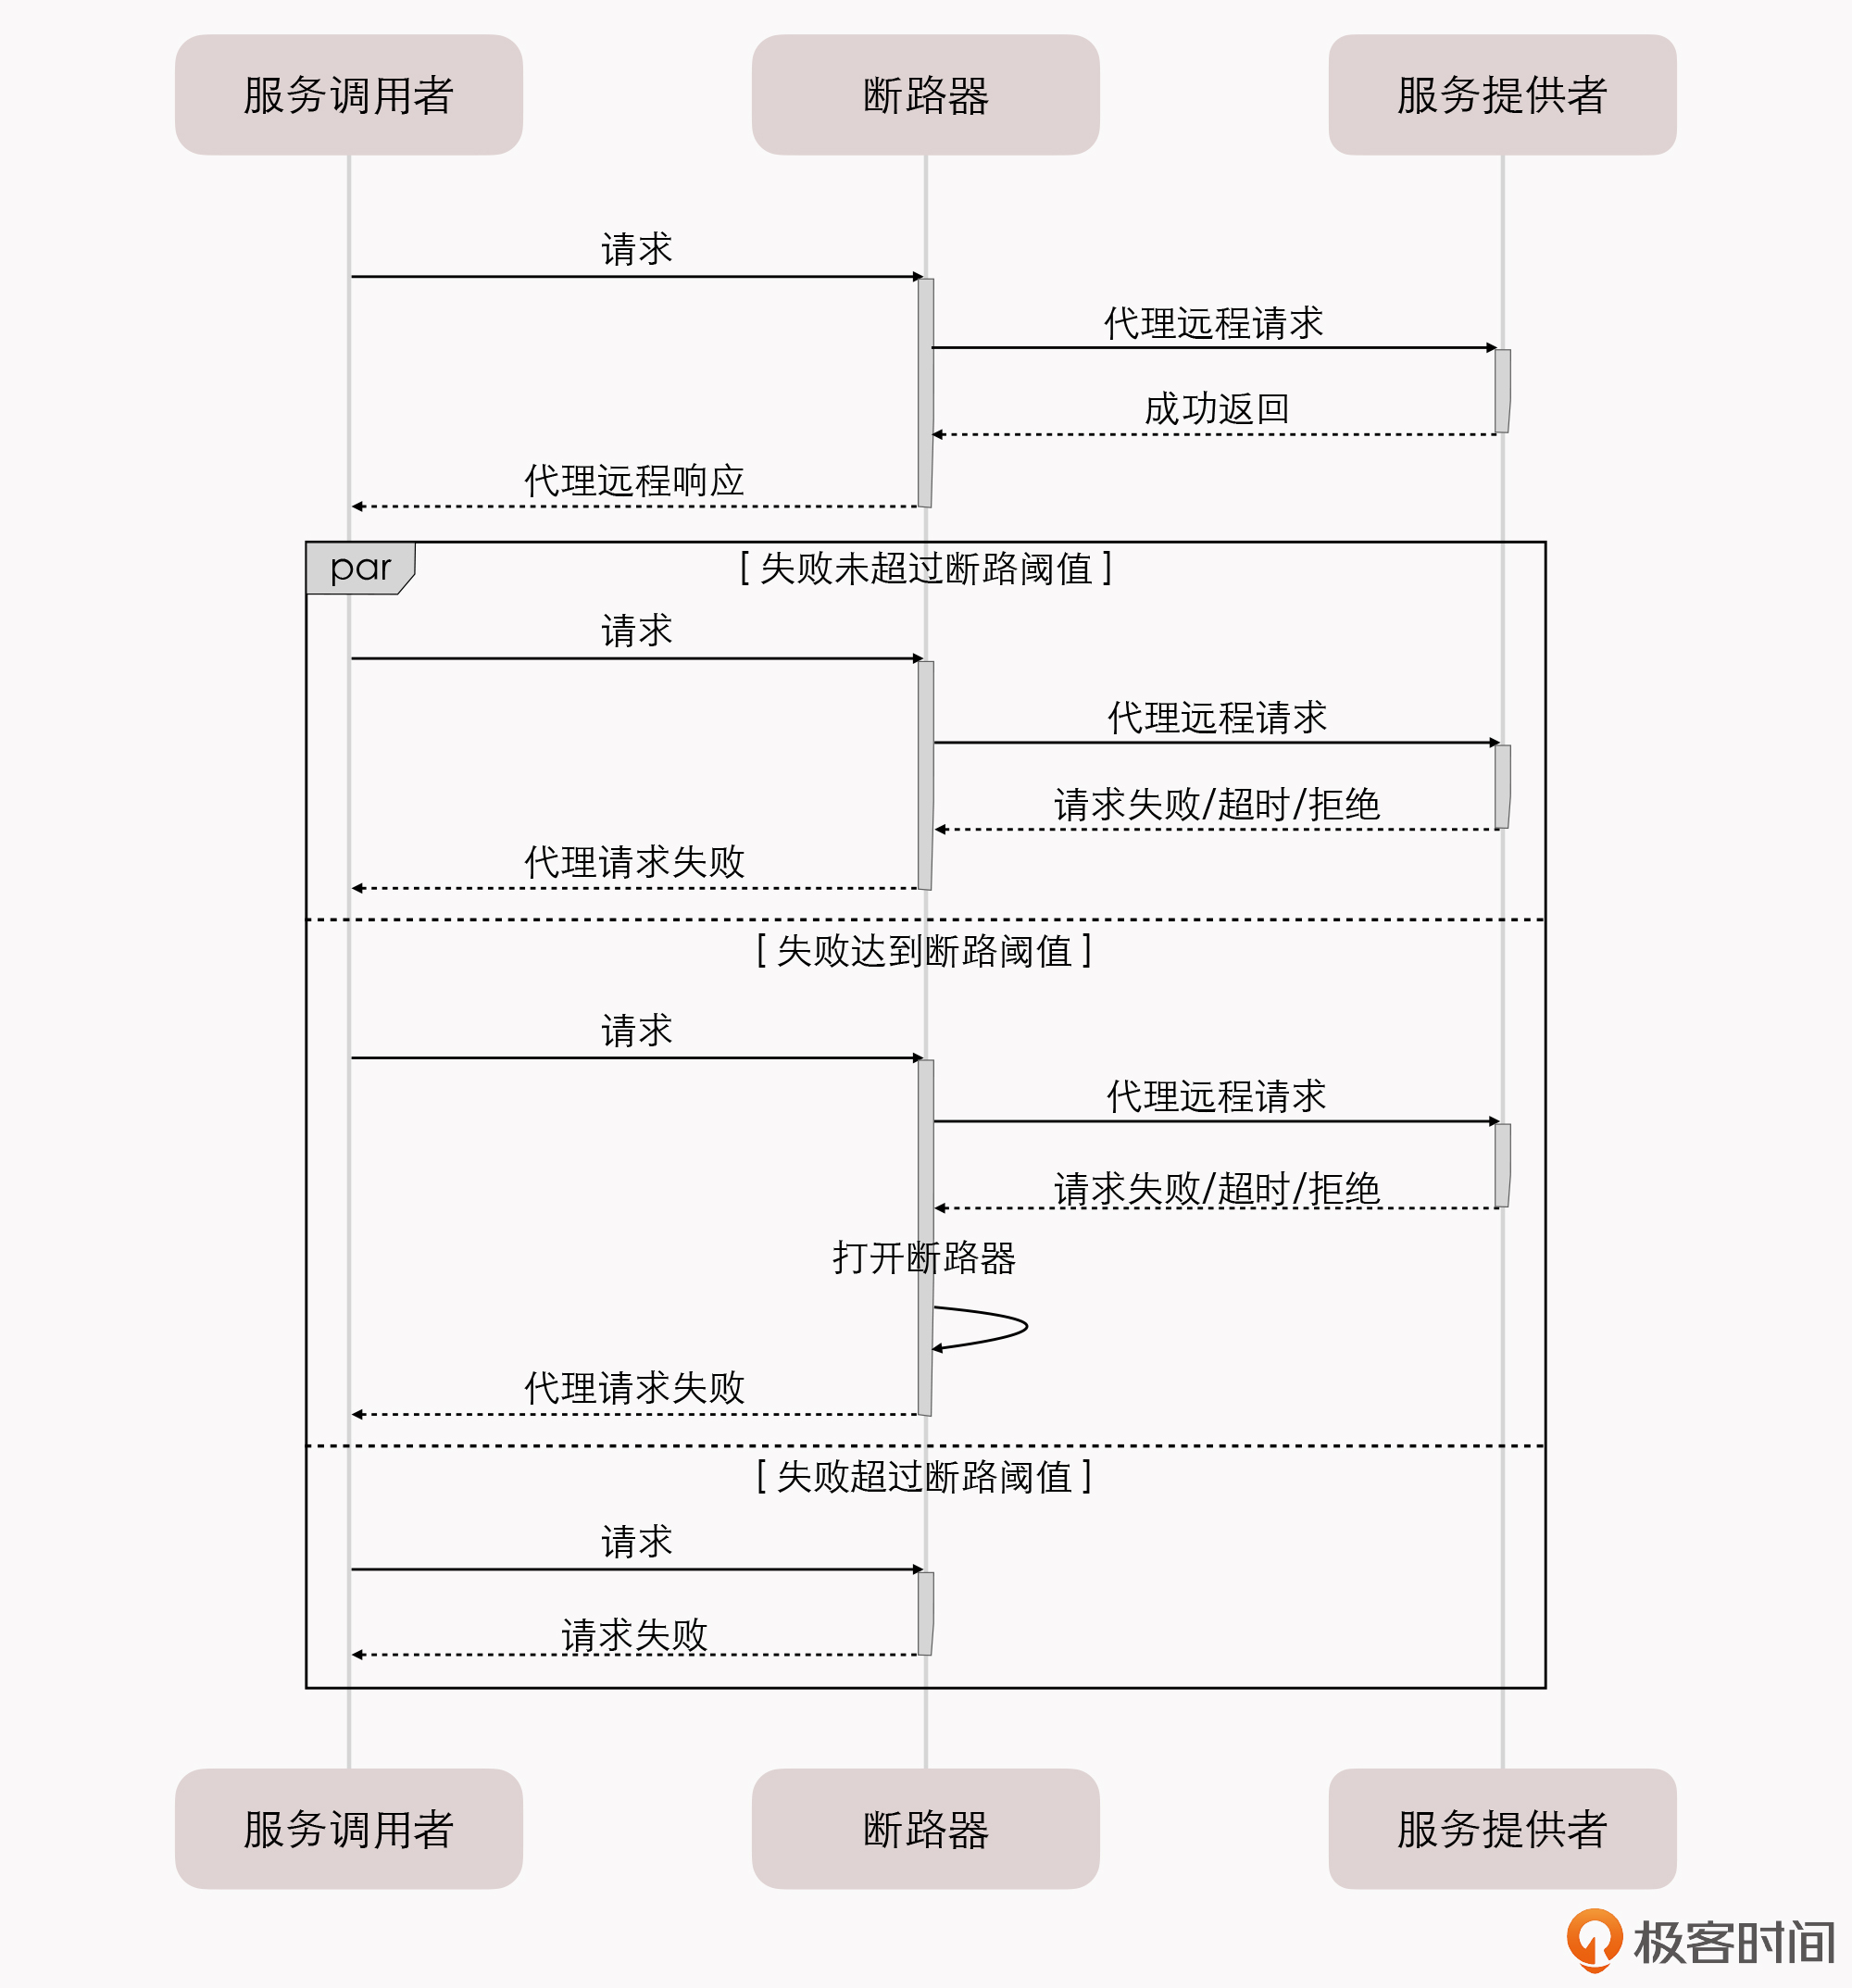 服务调用者
断路器
服务提供者
请求
代理远程请求
成功返回
代理远程响应
par
[ 失败未超过断路阈值 ]
请求
代理远程请求
请求失败/超时/拒绝
代理请求失败
[ 失败达到断路阈值 ]
请求
代理远程请求
请求失败/超时/拒绝
打开断路器
代理请求失败
[ 失败超过断路阈值 ]
请求
请求失败
服务调用者
断路器
服务提供者
极客时间